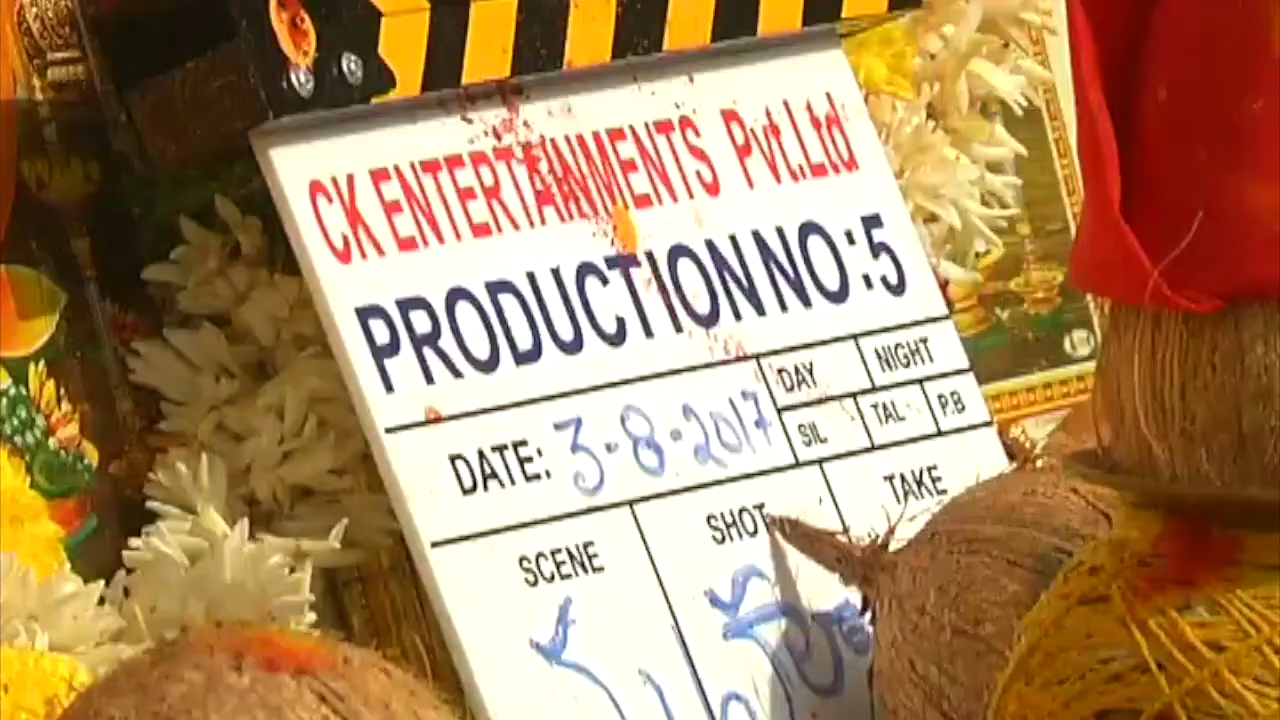 CK ENTERTAINMENTS Pvt.Ltd
PRODUCTION NO:5
DATE: 3-8-2017
DAY NIGHT
SIL TAL P.B
SCENE SHOT TAKE